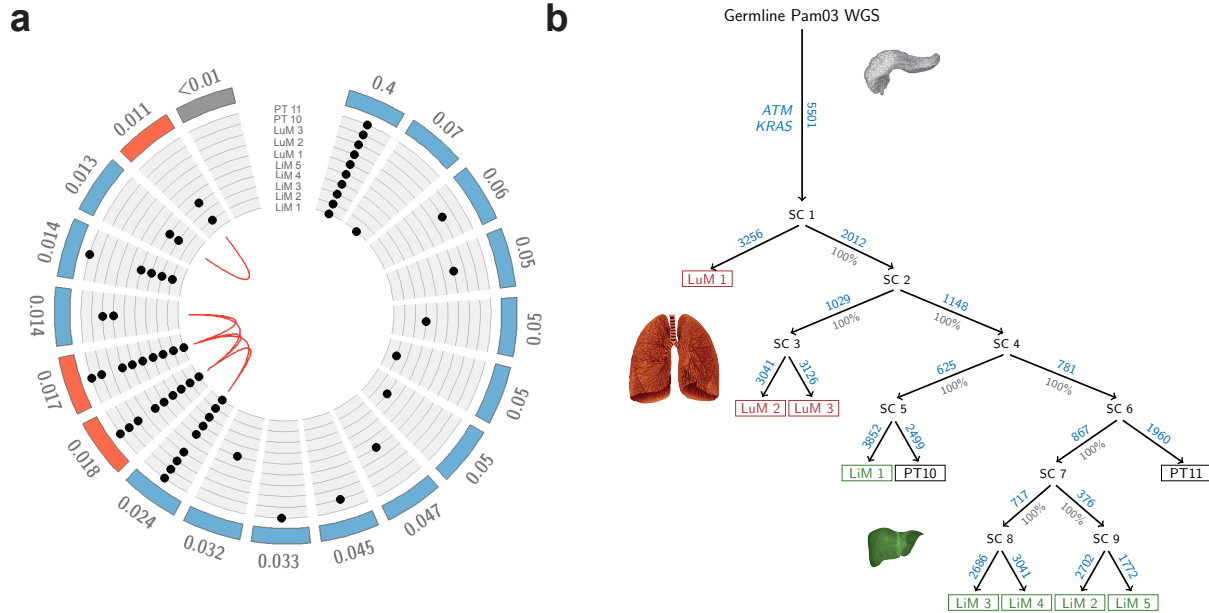 a
<0.01
0.4
0.07
0.06
0.05
0.05
0.05
0.05
0.047
0.045
0.033
0.032
0.024
0.018
0.017
0.014
0.014
0.013
0.011
PT 11
PT 10
LuM 3
LuM 2
LuM 1
LiM 5
LiM 4
LiM 3
LiM 2
LiM 1
b
Germline Pam03 WGS
ATM
KRAS
5501
SC 1
3256
2012
100%
LuM 1
SC 2
1029
100%
1148
100%
SC 3
SC 4
3041
3126
625
100%
781
100%
LuM 2
LuM 3
SC 5
SC 6
3852
2499
867
100%
1960
LiM 1
PT10
SC 7
PT11
717
100%
376
100%
SC 8
SC 9
2686
3041
2702
1772
LiM 3
LiM 4
LiM 2
LiM 5